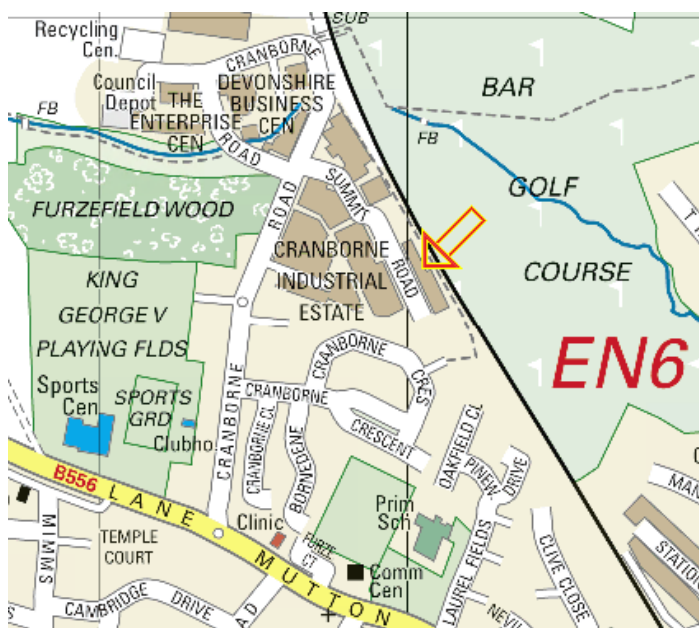 SUB
Recycling
Cen.
CRANBORNE
Council
Depot
DEVONSHIRE
BUSINESS
CEN
THE
ENTERPRISE
CEN
FB
ROAD
BAR
FB
SUMMIT
ROAD
GOLF
COURSE
FURZEFIELD WOOD
ROAD
CRANBORNE
INDUSTRIAL
ESTATE
KING
GEORGE V
PLAYING FLDS
EN6
Sports
Cen
SPORTS
GRD
Clubho.
CRANBORNE
CRANBORNE
CRES
CRANBORNE
CRESCENT
CRANBORNE CL
BORNEDENE
OAKFIELD CL
PINEW
DRIVE
B556
LANE
MUTTON
Prim
Sch
Clinic
FURZE
CT
Comm
Cen
TEMPLE
COURT
MIMMS
CAMBRIDGE DRIVE
AD
LAUREL FIELDS
CLIVE CLOSE
NEVIL
MAN
STATION